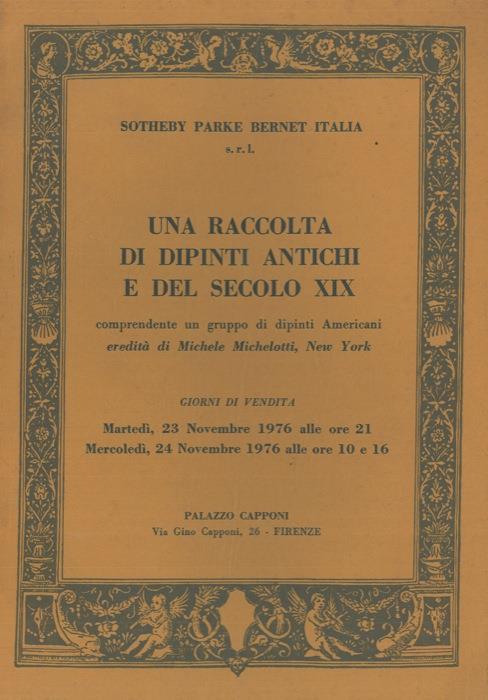 SOTHEBY PARKE BERNET ITALIA
s.r.l.
UNA RACCOLTA
DI DIPINTI ANTICHI
E DEL SECOLO XIX
comprendente un gruppo di dipinti Americani
eredità di Michele Michelotti, New York
GIORNI DI VENDITA
Martedì, 23 Novembre 1976 alle ore 21
Mercoledì, 24 Novembre 1976 alle ore 10 e 16
PALAZZO CAPPONI
Via Gino Capponi, 26 - FIRENZE